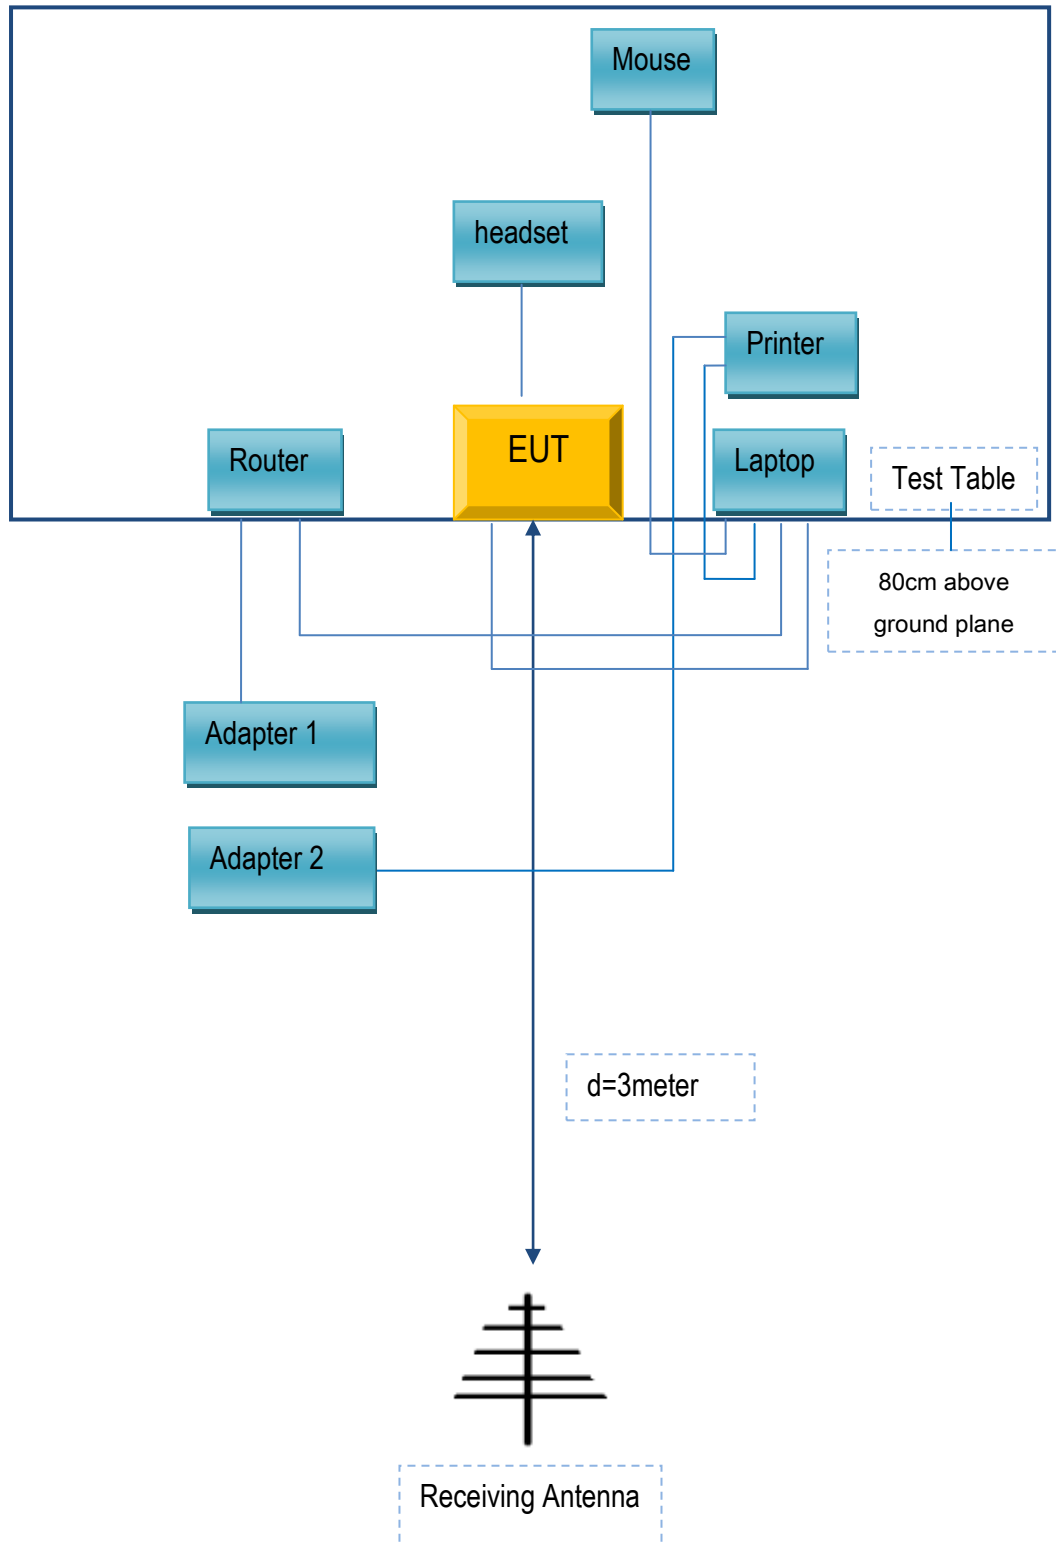 Mouse
headset
Printer
EUT
Router
Laptop
Test Table
80cm above
ground plane
Adapter 1
Adapter 2
d=3meter
Receiving Antenna